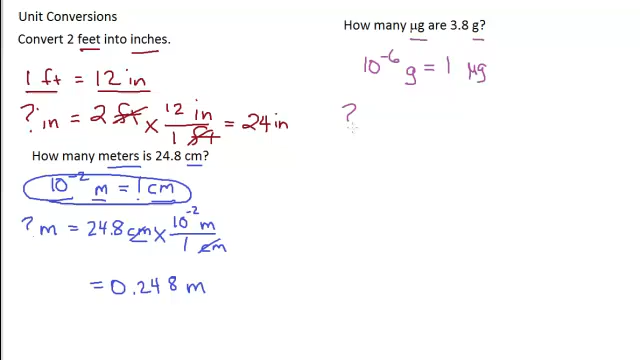 Unit Conversions
Convert 2 feet into inches.
1 ft = 12 in
? in = 2 ft × 12 in / 1 ft = 24 in
How many meters is 24.8 cm?
10⁻² m = 1 cm
? m = 24.8 cm × 10⁻² m / 1 cm
= 0.248 m
How many µg are 3.8 g?
10⁻⁶ g = 1 µg
?